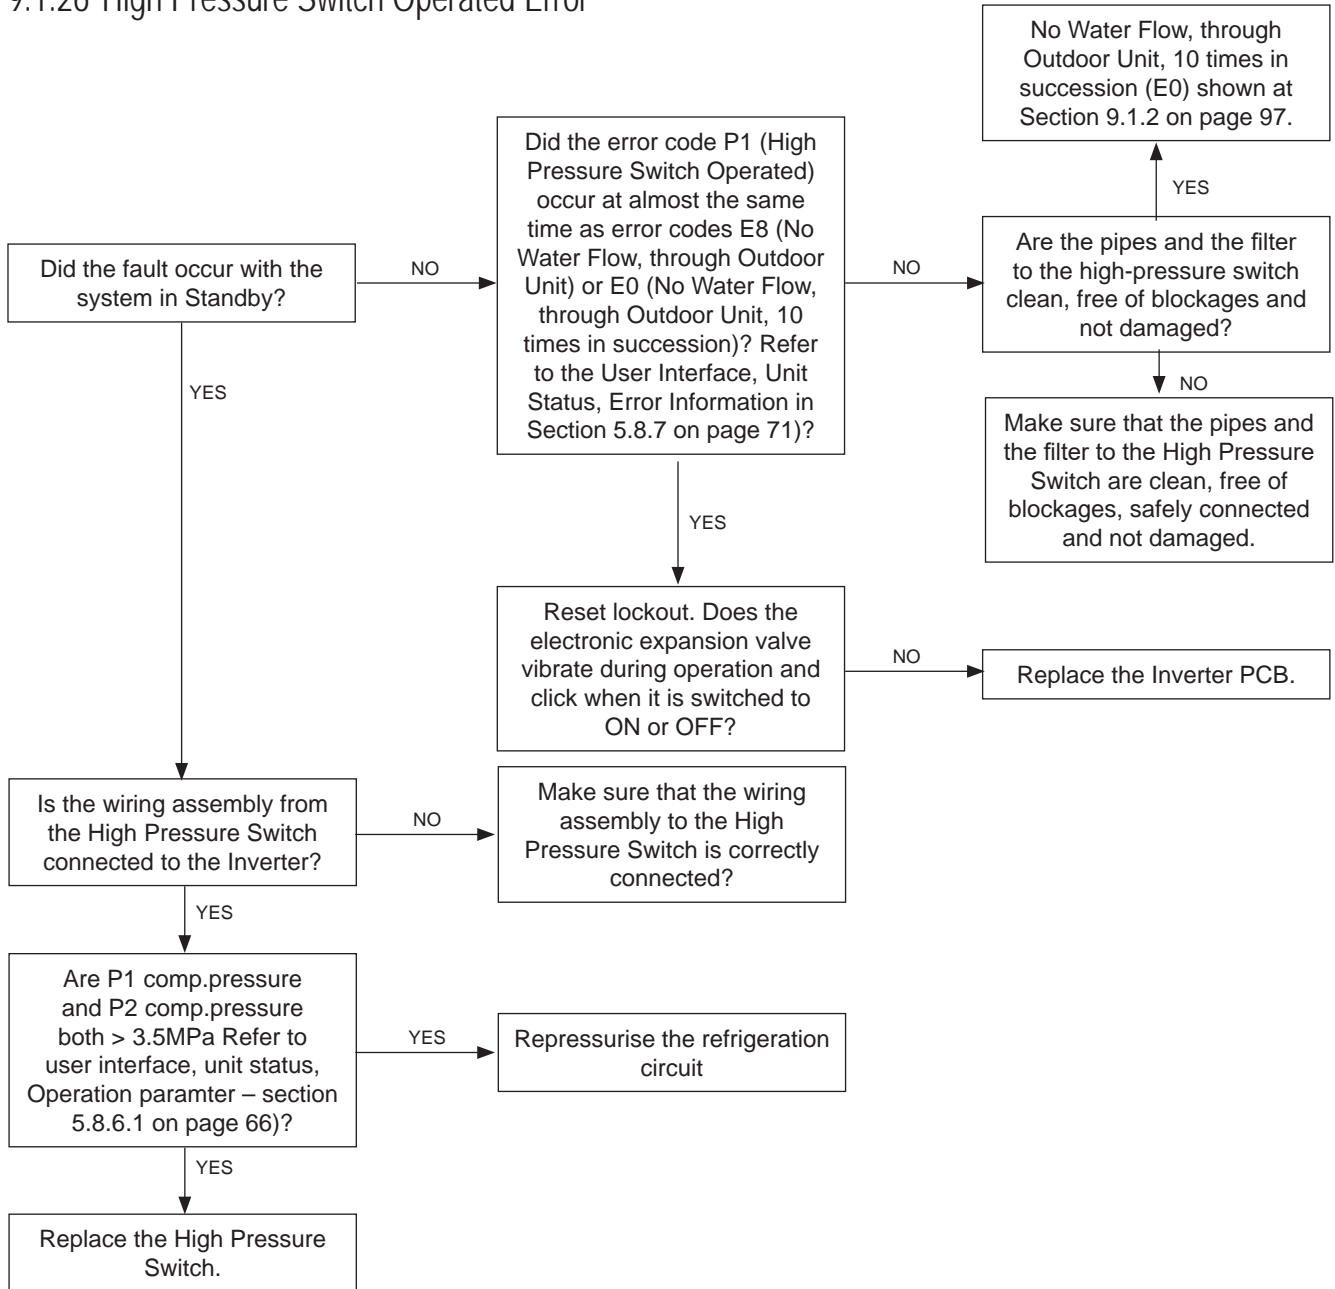 9.1.26 High Pressure Switch Operated Error
No Water Flow, through
Outdoor Unit, 10 times in
succession (E0) shown at
Section 9.1.2 on page 97.
YES
Did the error code P1 (High
Pressure Switch Operated)
occur at almost the same
time as error codes E8 (No
Water Flow, through Outdoor
Unit) or E0 (No Water Flow,
through Outdoor Unit, 10
times in succession)? Refer
to the User Interface, Unit
Status, Error Information in
Section 5.8.7 on page 71)?
Did the fault occur with the
system in Standby?
NO
NO
Are the pipes and the filter
to the high-pressure switch
clean, free of blockages and
not damaged?
NO
YES
Make sure that the pipes and
the filter to the High Pressure
Switch are clean, free of
blockages, safely connected
and not damaged.
YES
Reset lockout. Does the
electronic expansion valve
vibrate during operation and
click when it is switched to
ON or OFF?
NO
Replace the Inverter PCB.
Is the wiring assembly from
the High Pressure Switch
connected to the Inverter?
NO
Make sure that the wiring
assembly to the High
Pressure Switch is correctly
connected?
YES
Are P1 comp.pressure
and P2 comp.pressure
both > 3.5MPa Refer to
user interface, unit status,
Operation paramter – section
5.8.6.1 on page 66)?
YES
Repressurise the refrigeration
circuit
YES
Replace the High Pressure
Switch.